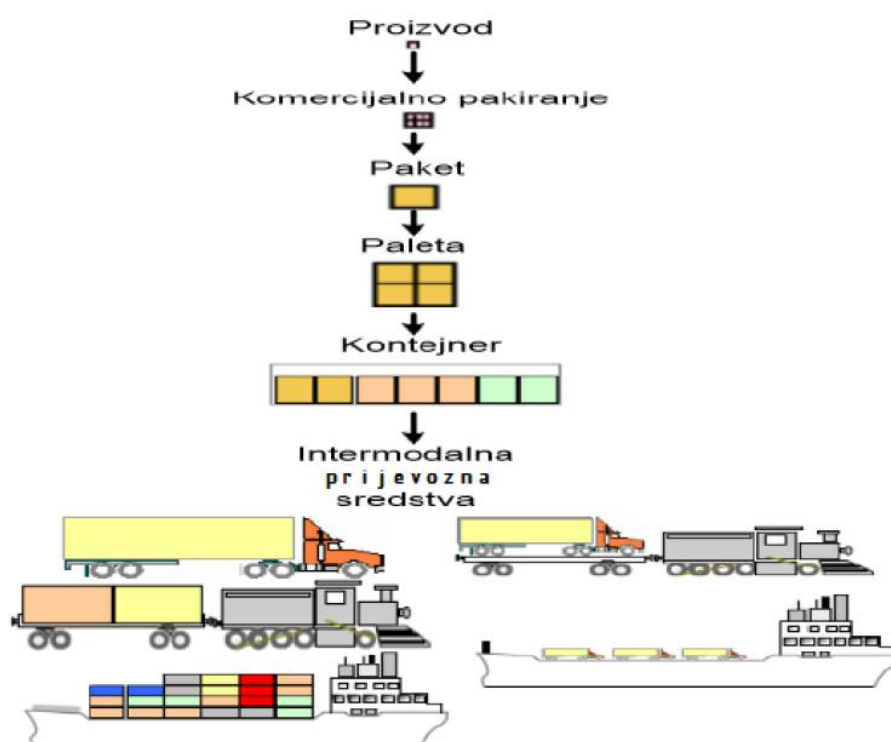 Proizvod
Komercijalno pakiranje
Paket
Paleta
Kontejner
Intermodalna
prijevozna
sredstva